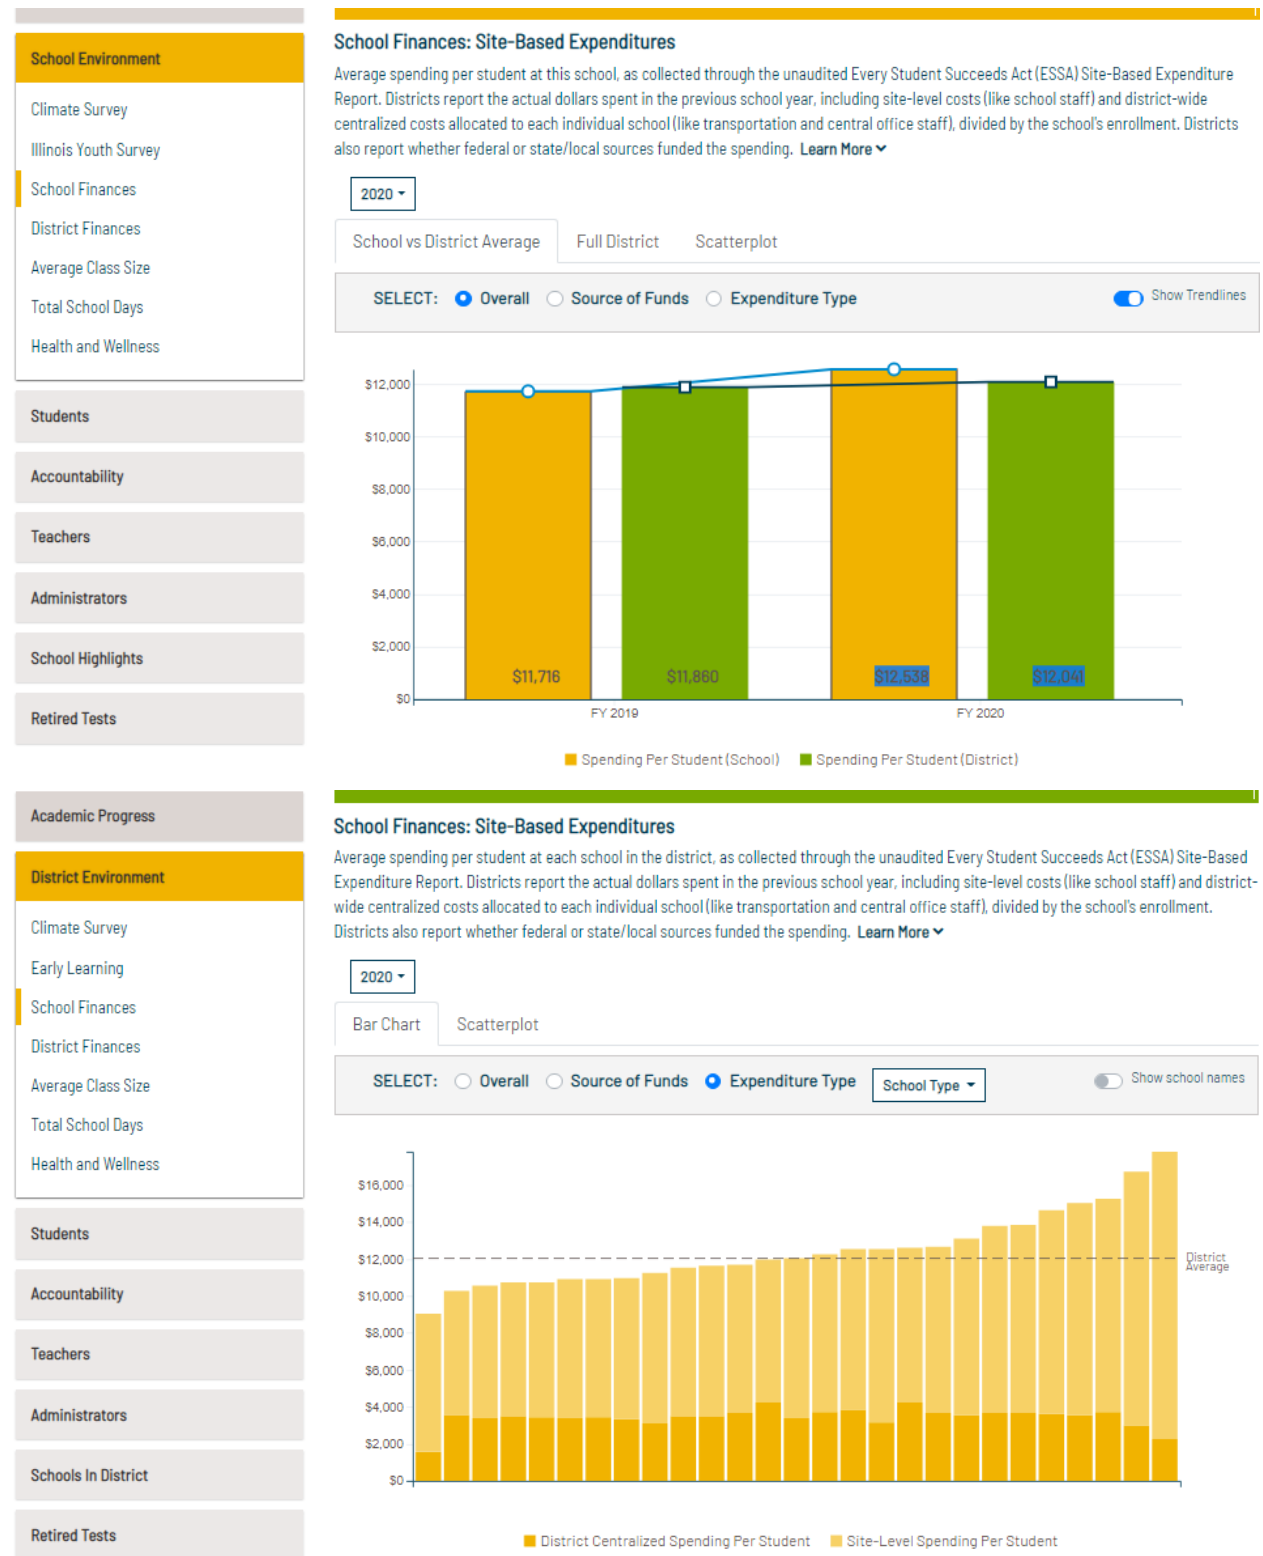 School Environment
Climate Survey
Illinois Youth Survey
School Finances
District Finances
Average Class Size
Total School Days
Health and Wellness
Students
Accountability
Teachers
Administrators
School Highlights
Retired Tests
School Finances: Site-Based Expenditures
Average spending per student at this school, as collected through the unaudited Every Student Succeeds Act (ESSA) Site-Based Expenditure
Report. Districts report the actual dollars spent in the previous school year, including site-level costs (like school staff) and district-wide
centralized costs allocated to each individual school (like transportation and central office staff), divided by the school's enrollment. Districts
also report whether federal or state/local sources funded the spending. Learn More
2020
School vs District Average Full District Scatterplot
SELECT: Overall Source of Funds Expenditure Type Show Trendlines
$12,000
$10,000
$8,000
$6,000
$4,000
$2,000
$0
$11,716 $11,860 $12,538 $12,041
FY 2019 FY 2020
Spending Per Student (School) Spending Per Student (District)
Academic Progress
District Environment
Climate Survey
Early Learning
School Finances
District Finances
Average Class Size
Total School Days
Health and Wellness
Students
Accountability
Teachers
Administrators
Schools In District
Retired Tests
School Finances: Site-Based Expenditures
Average spending per student at each school in the district, as collected through the unaudited Every Student Succeeds Act (ESSA) Site-Based
Expenditure Report. Districts report the actual dollars spent in the previous school year, including site-level costs (like school staff) and district-
wide centralized costs allocated to each individual school (like transportation and central office staff), divided by the school's enrollment.
Districts also report whether federal or state/local sources funded the spending. Learn More
2020
Bar Chart Scatterplot
SELECT: Overall Source of Funds Expenditure Type School Type Show school names
$16,000
$14,000
$12,000
$10,000
$8,000
$6,000
$4,000
$2,000
$0
District
Average
District Centralized Spending Per Student Site-Level Spending Per Student